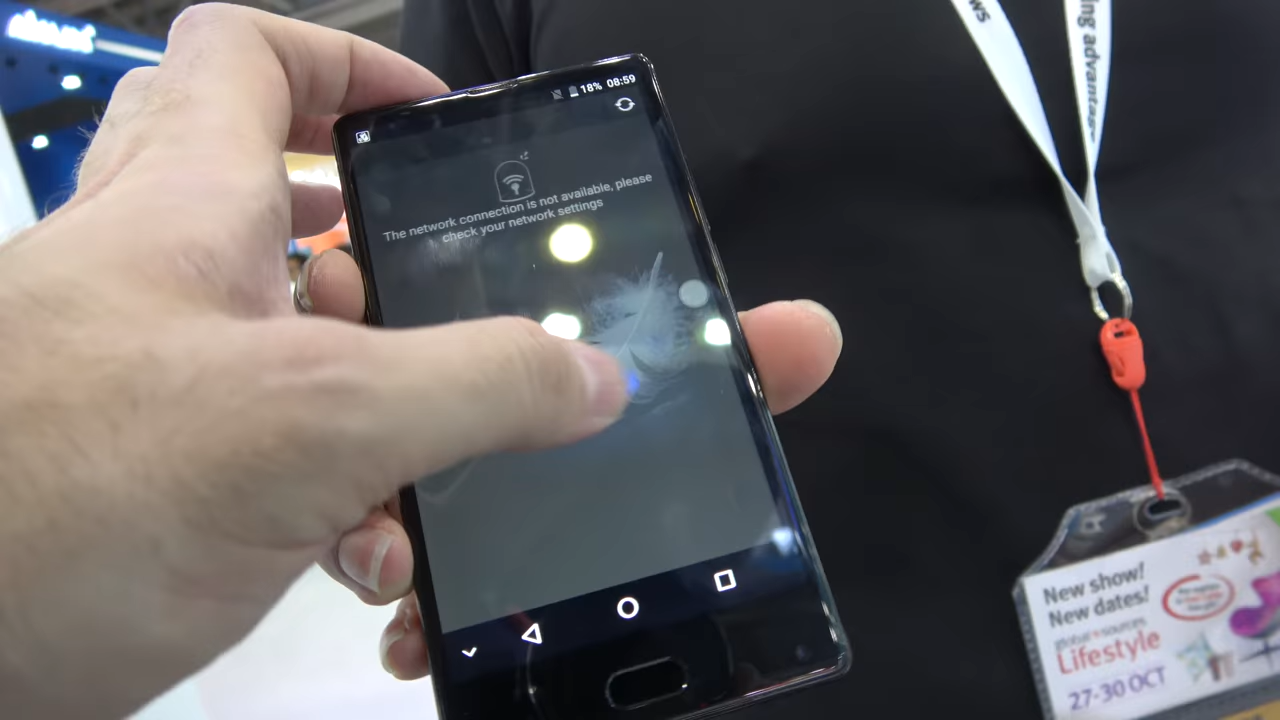 ws
ing advantage
18% 08:59
The network connection is not available, please
check your network settings
New show!
New dates!
global sources
Lifestyle
27-30 OCT